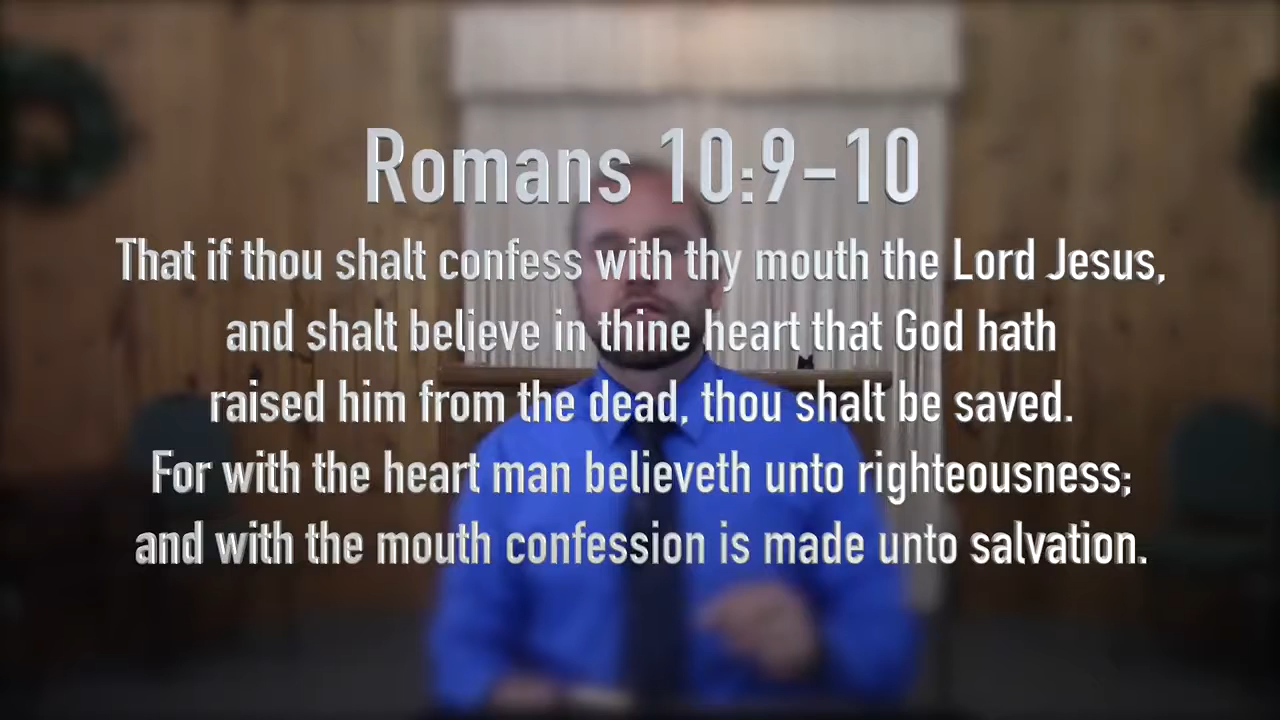 Romans 10:9–10
That if thou shalt confess with thy mouth the Lord Jesus,
and shalt believe in thine heart that God hath
raised him from the dead, thou shalt be saved.
For with the heart man believeth unto righteousness;
and with the mouth confession is made unto salvation.